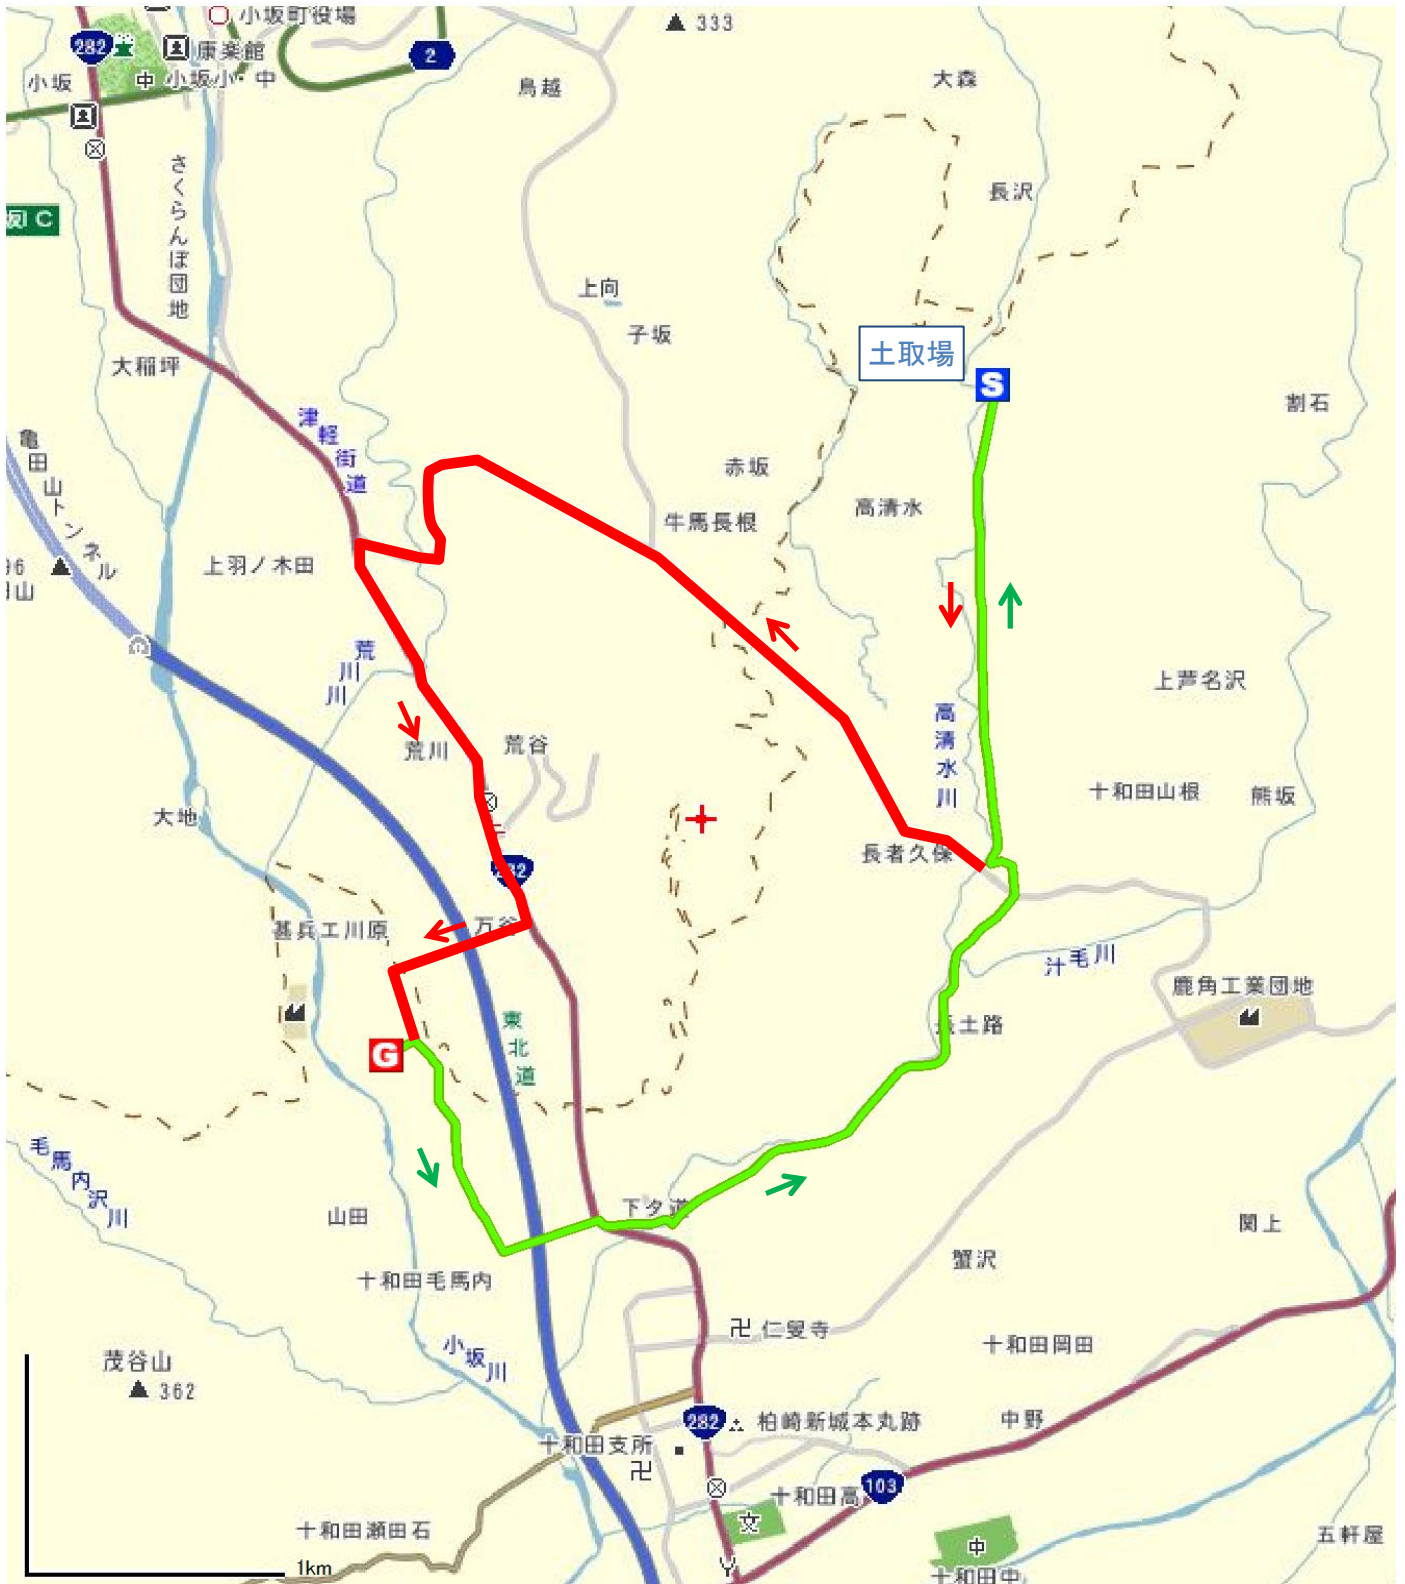 小坂町役場
333
282
康楽館
2
小坂
中
小坂小・中
鳥越
大森
さくらんぼ団地
長沢
坂IC
上向
子坂
土取場
大稲坪
S
割石
津軽街道
亀田山トンネル
赤坂
高清水
牛馬長根
上羽ノ木田
96
荒川川
上芦名沢
高清水川
荒川
荒谷
十和田山根
熊坂
大地
長者久保
282
万谷
甚兵エ川原
汁毛川
鹿角工業団地
東北道
長土路
G
毛馬内沢川
下タ道
山田
関上
蟹沢
十和田毛馬内
卍
仁叟寺
小坂川
十和田岡田
茂谷山
362
282
柏崎新城本丸跡
中野
十和田支所
卍
十和田高
103
文
十和田瀬田石
五軒屋
中
十和田中
1km